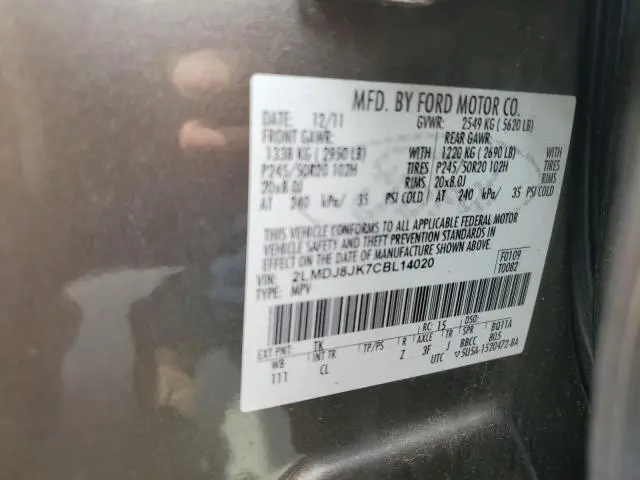 MFD. BY FORD MOTOR CO.
DATE: 12/11 GVWR: 2549 KG ( 5620 LB)
FRONT GAWR: REAR GAWR:
1338 KG ( 2950 LB) WITH 1220 KG ( 2690 LB) WITH
P245/50R20 102H TIRES P245/50R20 102H TIRES
20x8.0J RIMS 20x8.0J RIMS
AT 240 kPa/ 35 PSI COLD AT 240 kPa/ 35 PSI COLD
THIS VEHICLE CONFORMS TO ALL APPLICABLE FEDERAL MOTOR
VEHICLE SAFETY AND THEFT PREVENTION STANDARDS IN
EFFECT ON THE DATE OF MANUFACTURE SHOWN ABOVE.
VIN: 2LMDJ8JK7CBL14020 F0109
TYPE: MPV T0082
EXT PNT: TK RC: 15 DSO:
WB INT TR TP/PS R AXLE TR SPR BQ11A
111 CL Z 3F J BBCC B05
UTC ▽5U5A-1520472-BA